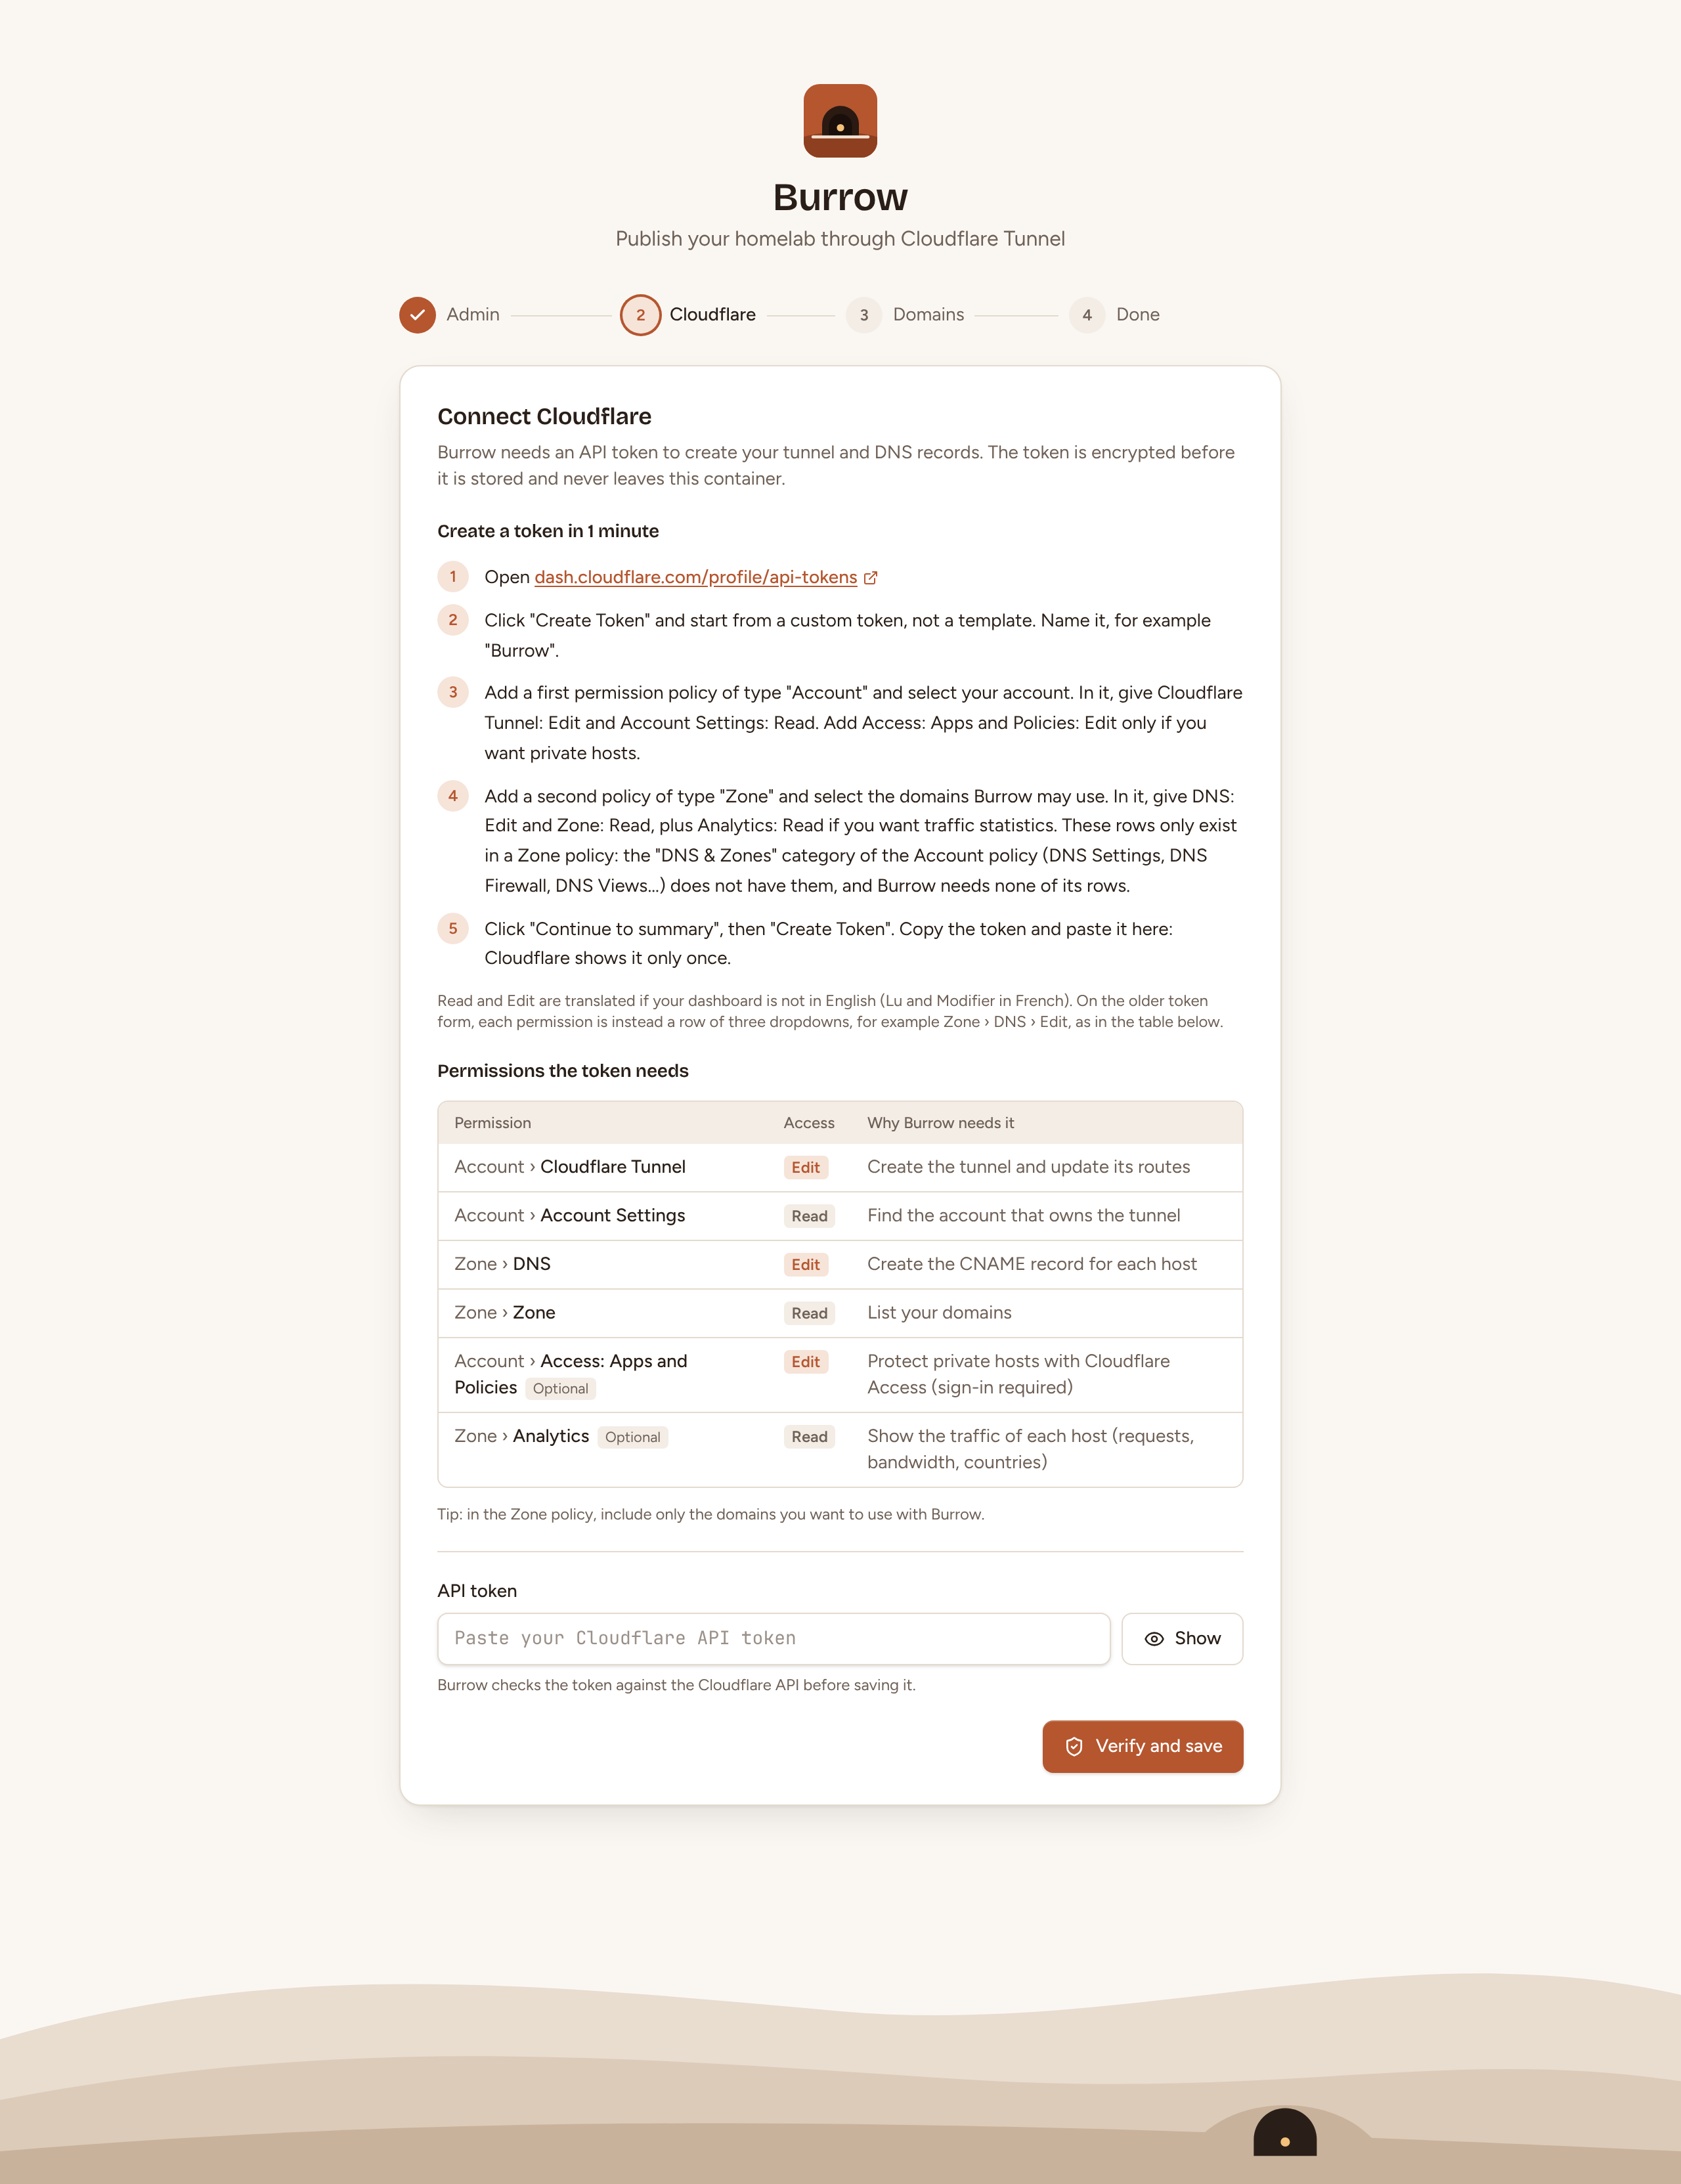 Burrow
Publish your homelab through Cloudflare Tunnel
Admin
2 Cloudflare
3 Domains
4 Done
Connect Cloudflare
Burrow needs an API token to create your tunnel and DNS records. The token is encrypted before
it is stored and never leaves this container.
Create a token in 1 minute
1 Open dash.cloudflare.com/profile/api-tokens
2 Click "Create Token" and start from a custom token, not a template. Name it, for example
"Burrow".
3 Add a first permission policy of type "Account" and select your account. In it, give Cloudflare
Tunnel: Edit and Account Settings: Read. Add Access: Apps and Policies: Edit only if you
want private hosts.
4 Add a second policy of type "Zone" and select the domains Burrow may use. In it, give DNS:
Edit and Zone: Read, plus Analytics: Read if you want traffic statistics. These rows only exist
in a Zone policy: the "DNS & Zones" category of the Account policy (DNS Settings, DNS
Firewall, DNS Views...) does not have them, and Burrow needs none of its rows.
5 Click "Continue to summary", then "Create Token". Copy the token and paste it here:
Cloudflare shows it only once.
Read and Edit are translated if your dashboard is not in English (Lu and Modifier in French). On the older token
form, each permission is instead a row of three dropdowns, for example Zone › DNS › Edit, as in the table below.
Permissions the token needs
Permission Access Why Burrow needs it
Account › Cloudflare Tunnel Edit Create the tunnel and update its routes
Account › Account Settings Read Find the account that owns the tunnel
Zone › DNS Edit Create the CNAME record for each host
Zone › Zone Read List your domains
Account › Access: Apps and Edit Protect private hosts with Cloudflare
Policies Optional Access (sign-in required)
Zone › Analytics Optional Read Show the traffic of each host (requests,
bandwidth, countries)
Tip: in the Zone policy, include only the domains you want to use with Burrow.
API token
Paste your Cloudflare API token Show
Burrow checks the token against the Cloudflare API before saving it.
Verify and save